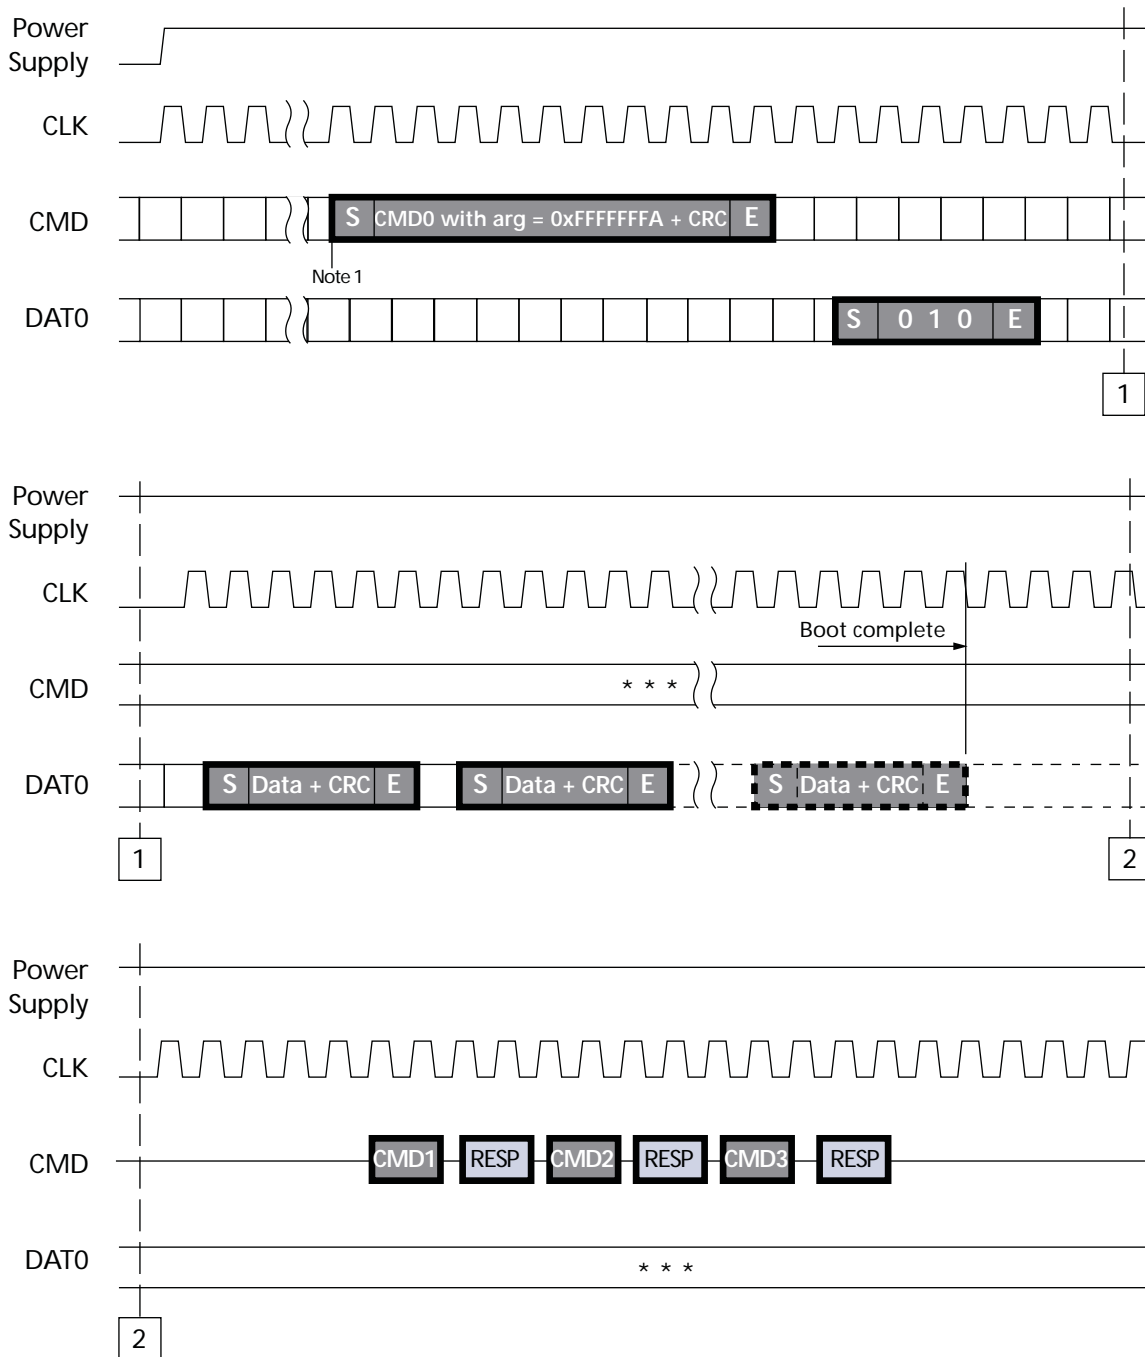 Power
Supply
CLK
CMD
S CMD0 with arg = 0xFFFFFFFA + CRC E
Note 1
DAT0
S 0 1 0 E
1
Power
Supply
CLK
Boot complete
CMD
* * *
DAT0
S Data + CRC E S Data + CRC E S Data + CRC E
1 2
Power
Supply
CLK
CMD
CMD1 RESP CMD2 RESP CMD3 RESP
DAT0
* * *
2